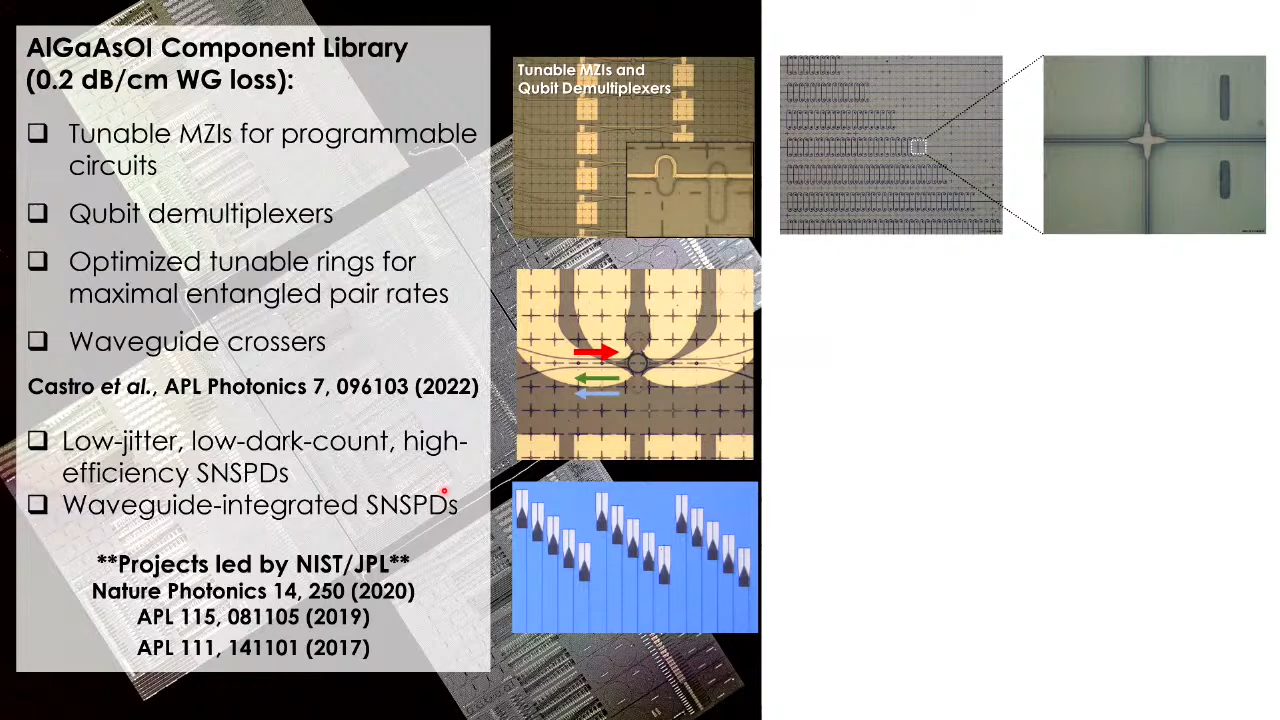 AlGaAsOI Component Library
(0.2 dB/cm WG loss):
Tunable MZIs for programmable
circuits
Qubit demultiplexers
Optimized tunable rings for
maximal entangled pair rates
Waveguide crossers
Castro et al., APL Photonics 7, 096103 (2022)
Low-jitter, low-dark-count, high-
efficiency SNSPDs
Waveguide-integrated SNSPDs
**Projects led by NIST/JPL**
Nature Photonics 14, 250 (2020)
APL 115, 081105 (2019)
APL 111, 141101 (2017)
Tunable MZIs and
Qubit Demultiplexers